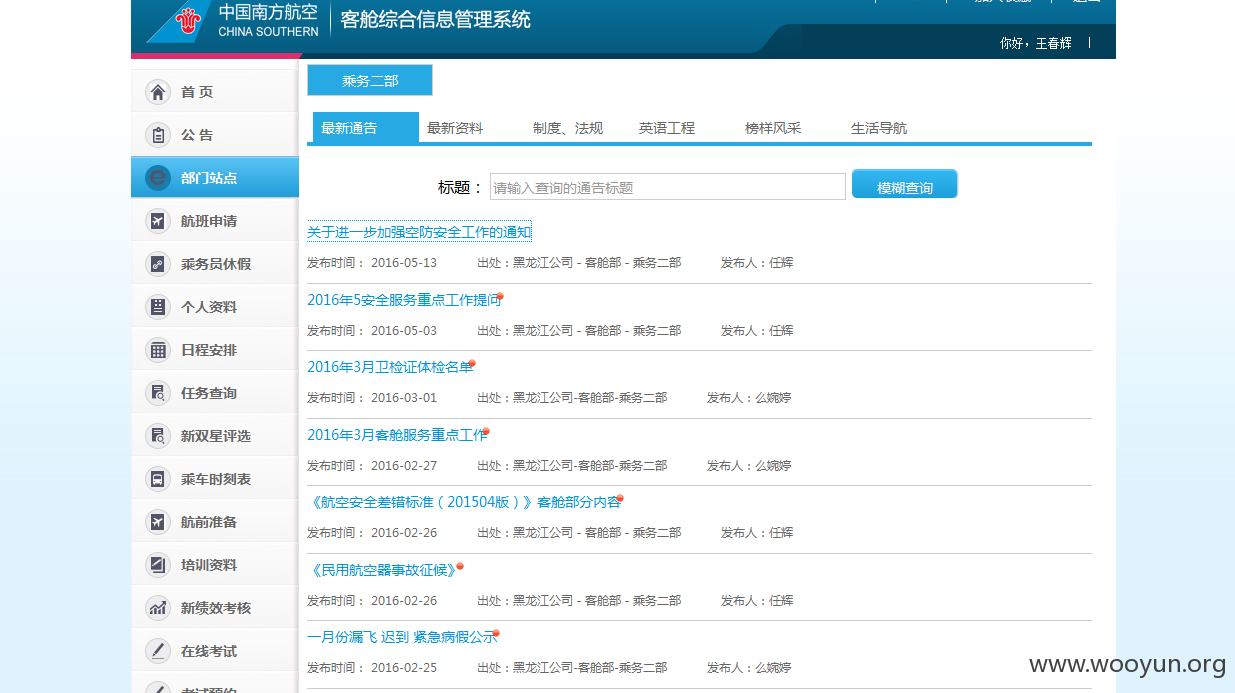 中国南方航空
CHINA SOUTHERN
客舱综合信息管理系统
你好，王春辉
首 页
公 告
部门站点
航班申请
乘务员休假
个人资料
日程安排
任务查询
新双星评选
乘车时刻表
航前准备
培训资料
新绩效考核
在线考试
考试预约
乘务二部
最新通告 最新资料 制度、法规 英语工程 榜样风采 生活导航
标题： 请输入查询的通告标题 模糊查询
关于进一步加强空防安全工作的通知
发布时间： 2016-05-13 出处：黑龙江公司 - 客舱部 - 乘务二部 发布人：任辉
2016年5安全服务重点工作提问
发布时间： 2016-05-03 出处：黑龙江公司 - 客舱部 - 乘务二部 发布人：任辉
2016年3月卫检证体检名单
发布时间： 2016-03-01 出处：黑龙江公司-客舱部-乘务二部 发布人：么婉婷
2016年3月客舱服务重点工作
发布时间： 2016-02-27 出处：黑龙江公司-客舱部-乘务二部 发布人：么婉婷
《航空安全差错标准（201504版）》客舱部分内容
发布时间： 2016-02-26 出处：黑龙江公司 - 客舱部 - 乘务二部 发布人：任辉
《民用航空器事故征候》
发布时间： 2016-02-26 出处：黑龙江公司 - 客舱部 - 乘务二部 发布人：任辉
一月份漏飞 迟到 紧急病假公示
发布时间： 2016-02-25 出处：黑龙江公司-客舱部-乘务二部 发布人：么婉婷
www.wooyun.org